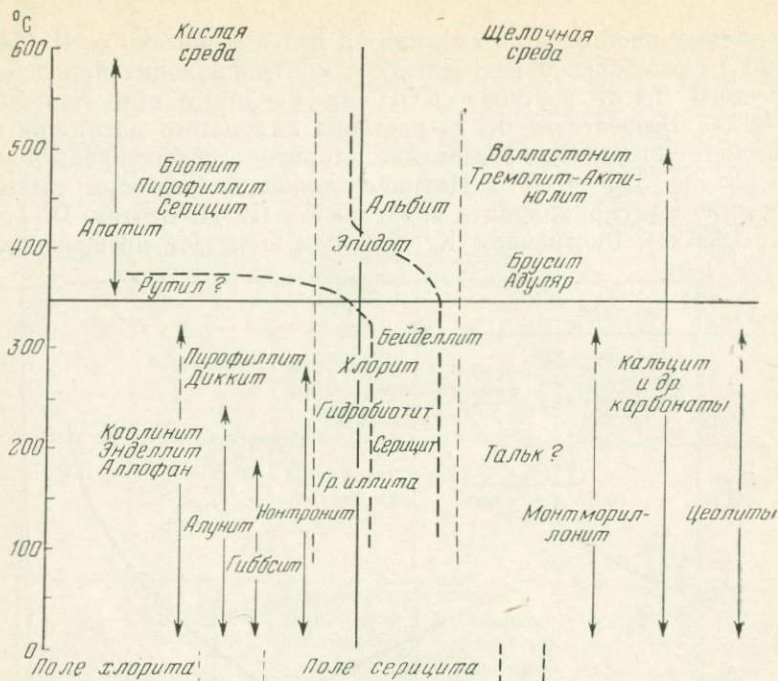 °C
Кислая
среда
Щелочная
среда
600
500
400
300
200
100
0
Биотит
Пирофиллит
Серицит
Апатит
Рутил ?
Альбит
Эпидот
Волластонит
Тремолит-Акти-
нолит
Брусит
Адуляр
Пирофиллит
Диккит
Каолинит
Энделлит
Аллофан
Алунит
Гиббсит
Нонтронит
Бейделлит
Хлорит
Гидробиотит
Серицит
Гр. иллита
Тальк ?
Кальцит
и др.
карбонаты
Монтморил-
лонит
Цеолиты
Поле хлорита
Поле серицита